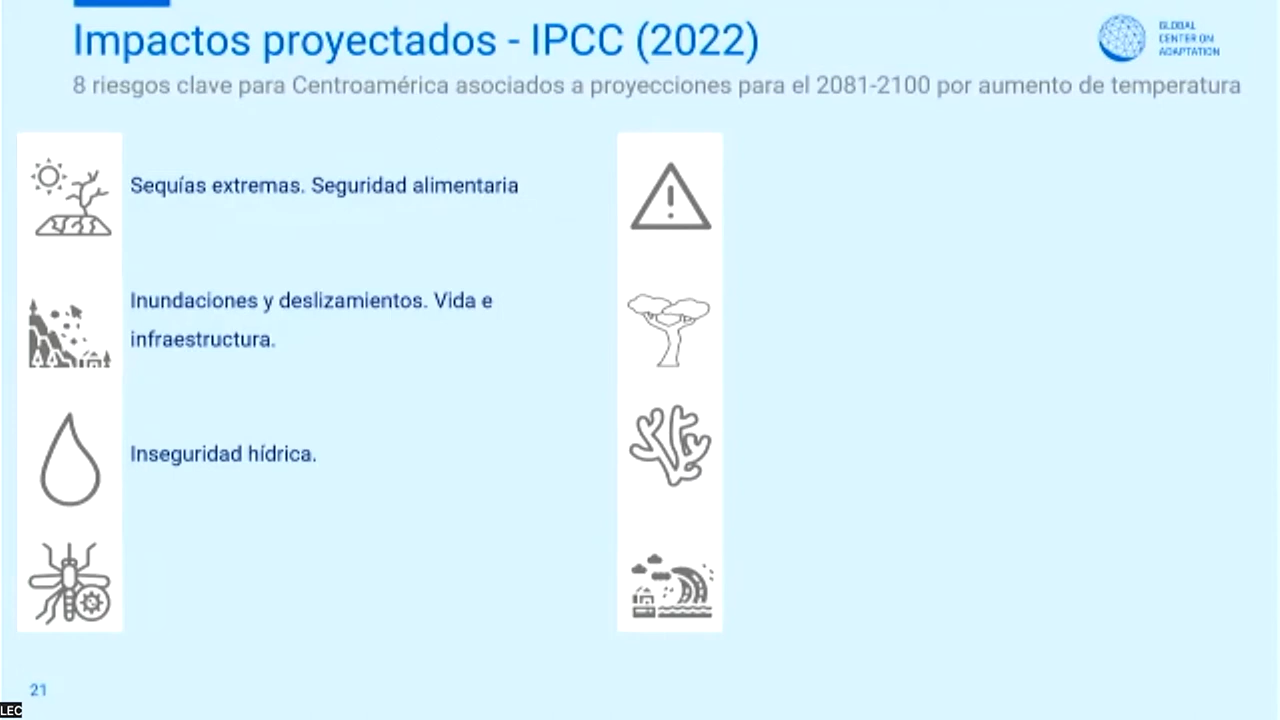 Impactos proyectados - IPCC (2022)
GLOBAL
CENTER ON
ADAPTATION
8 riesgos clave para Centroamérica asociados a proyecciones para el 2081-2100 por aumento de temperatura
Sequías extremas. Seguridad alimentaria
Inundaciones y deslizamientos. Vida e
infraestructura.
Inseguridad hídrica.
21
LEC